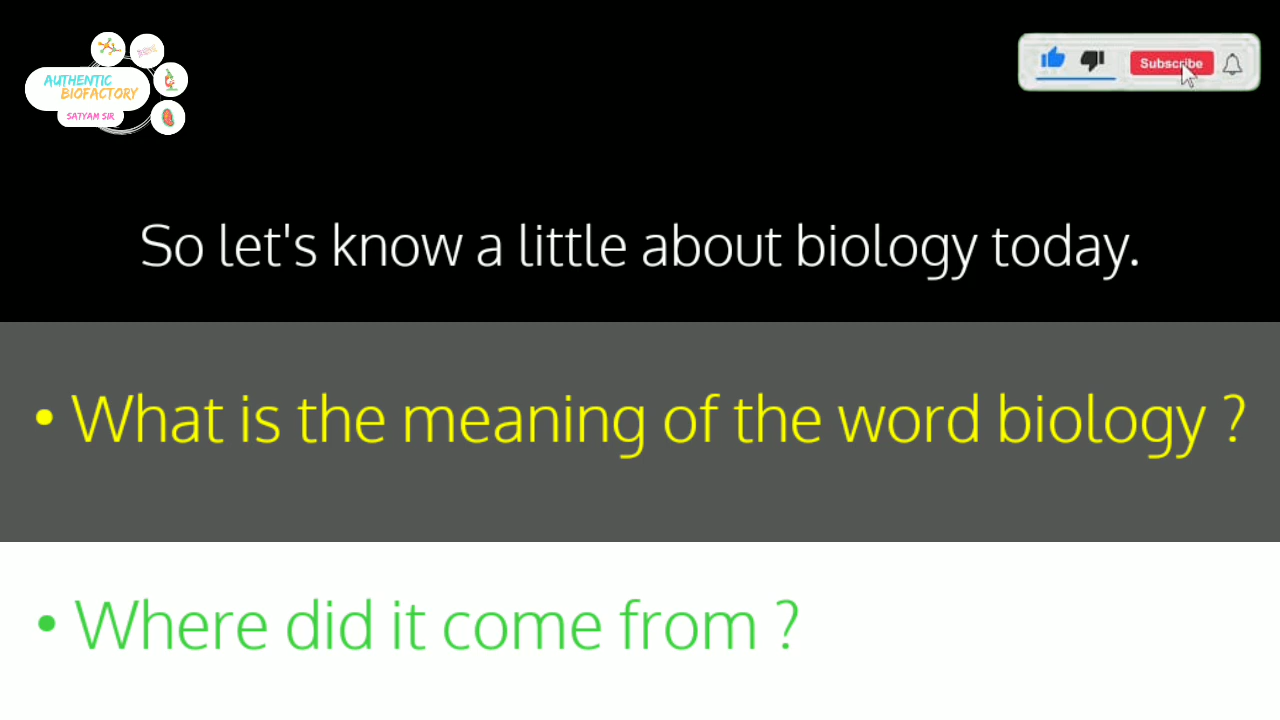 AUTHENTIC
BIOFACTORY
SATYAM SIR
Subscribe
So let's know a little about biology today.
• What is the meaning of the word biology ?
• Where did it come from ?